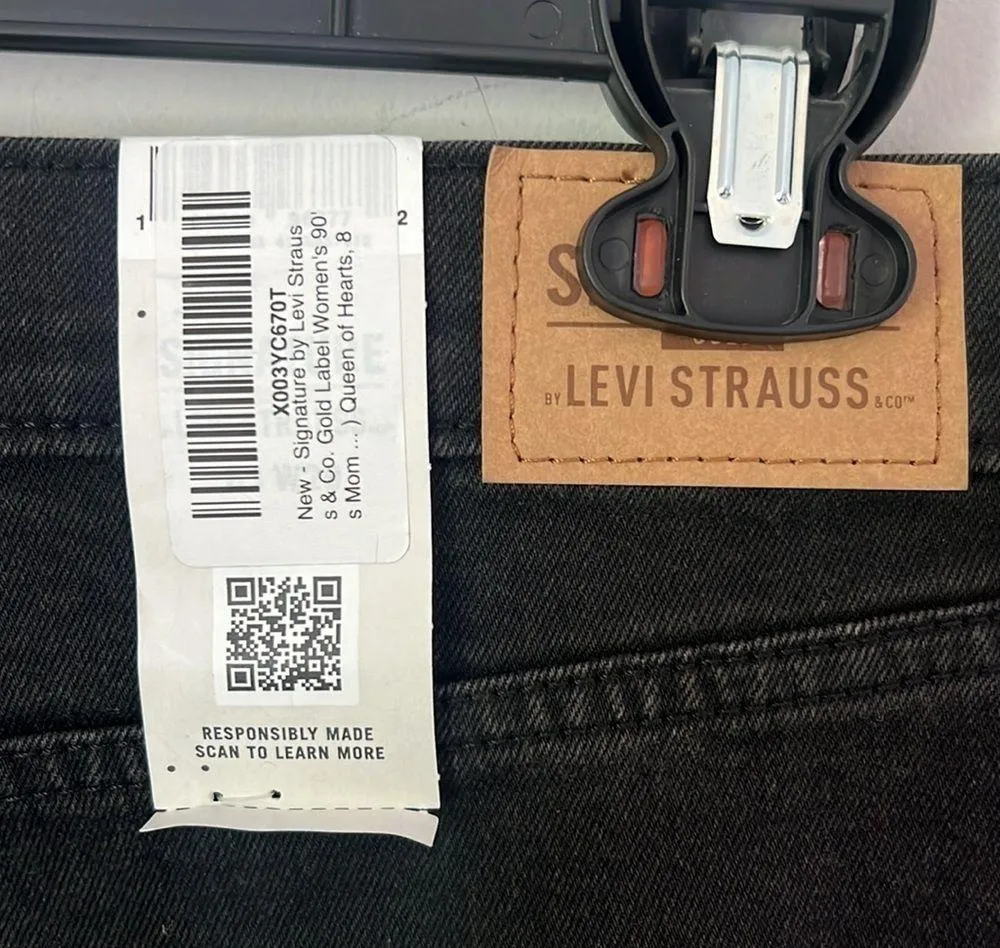 1
2
X003YC670T
New - Signature by Levi Straus
s & Co. Gold Label Women's 90'
s Mom ...) Queen of Hearts, 8
RESPONSIBLY MADE
SCAN TO LEARN MORE
S
BY LEVI STRAUSS & CO™